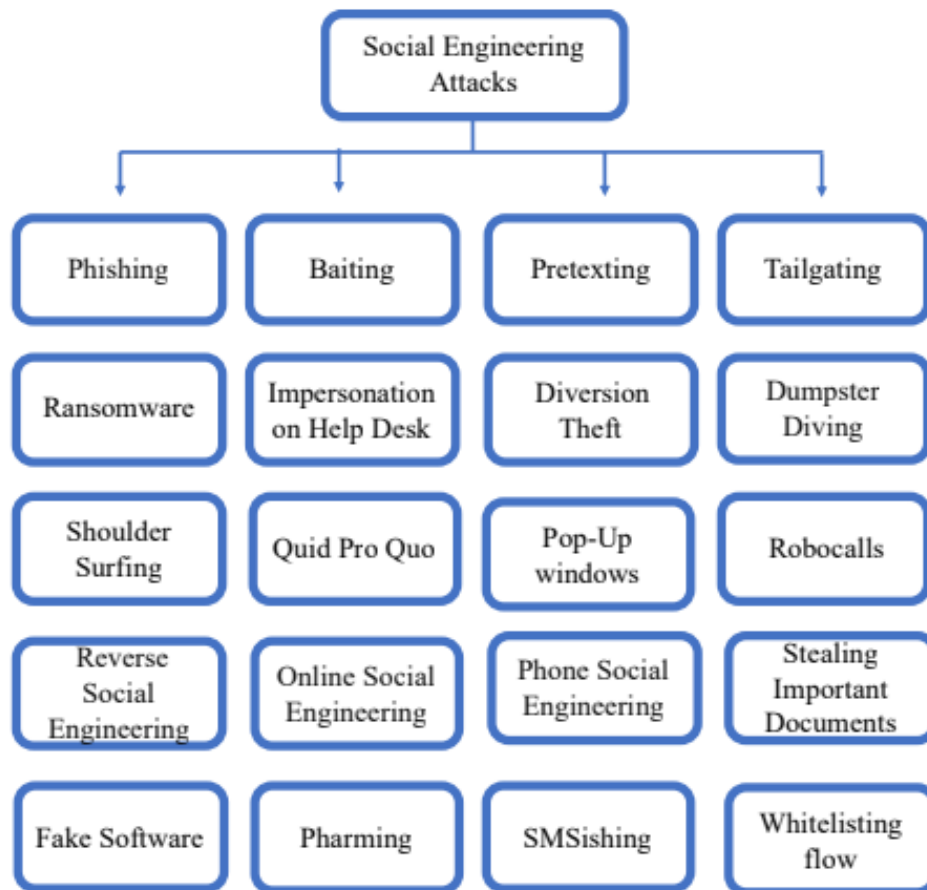 Social Engineering
Attacks
Phishing
Baiting
Pretexting
Tailgating
Ransomware
Impersonation
on Help Desk
Diversion
Theft
Dumpster
Diving
Shoulder
Surfing
Quid Pro Quo
Pop-Up
windows
Robocalls
Reverse
Social
Engineering
Online Social
Engineering
Phone Social
Engineering
Stealing
Important
Documents
Fake Software
Pharming
SMSishing
Whitelisting
flow